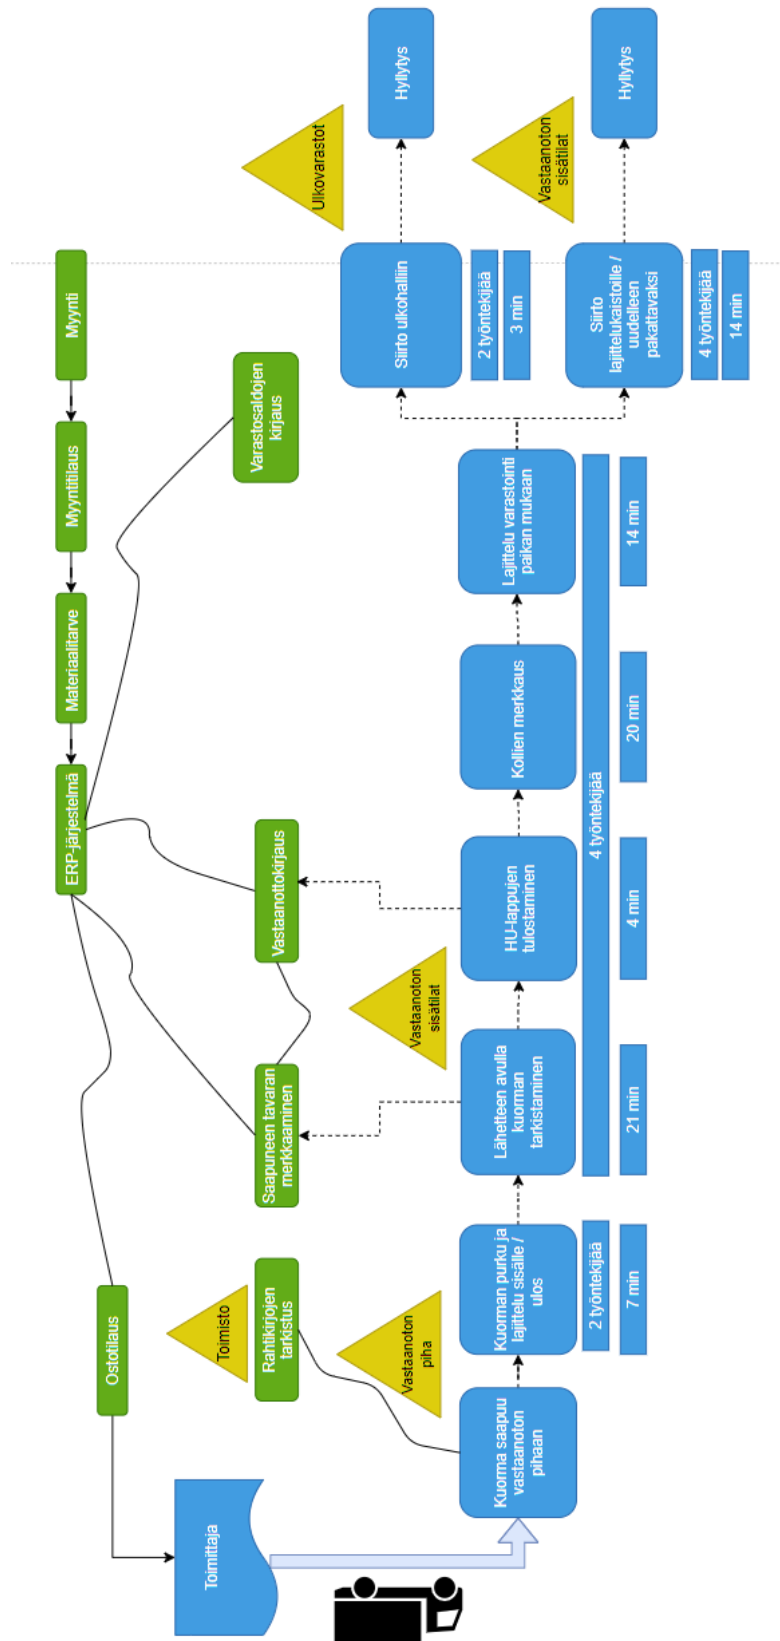 Myynti
Myyntitilaus
Materiaalitarve
ERP-järjestelmä
Ostotilaus
Toimittaja
Toimisto
Rahtikirjojen
tarkistus
Saapuneen tavaran
merkkaaminen
Vastaanottokirjaus
Varastosaldojen
kirjaus
Vastaanoton
piha
Vastaanoton
sisätilat
Ulkovarastot
Kuorma saapuu
vastaanoton
pihaan
Kuorman purku ja
lajittelu sisälle /
ulos
2 työntekijää
7 min
Lähetteen avulla
kuorman
tarkistaminen
21 min
HU-lappujen
tulostaminen
4 min
Kollien merkkaus
20 min
Lajittelu varastointi
paikan mukaan
14 min
4 työntekijää
Siirto ulkohalliin
2 työntekijää
3 min
Hyllytys
Vastaanoton
sisätilat
Siirto
lajittelukaistoille /
uudelleen
pakattavaksi
4 työntekijää
14 min
Hyllytys